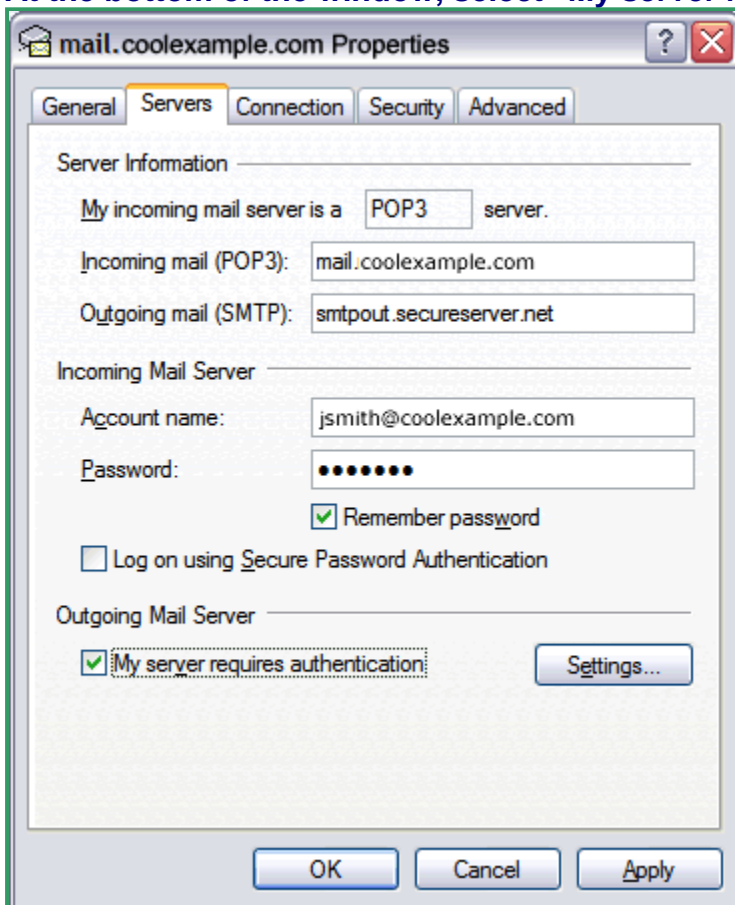 mail.coolexample.com Properties
General Servers Connection Security Advanced
Server Information
My incoming mail server is a POP3 server.
Incoming mail (POP3): mail.coolexample.com
Outgoing mail (SMTP): smtpout.secureserver.net
Incoming Mail Server
Account name: jsmith@coolexample.com
Password: •••••••
Remember password
Log on using Secure Password Authentication
Outgoing Mail Server
My server requires authentication Settings...
OK Cancel Apply